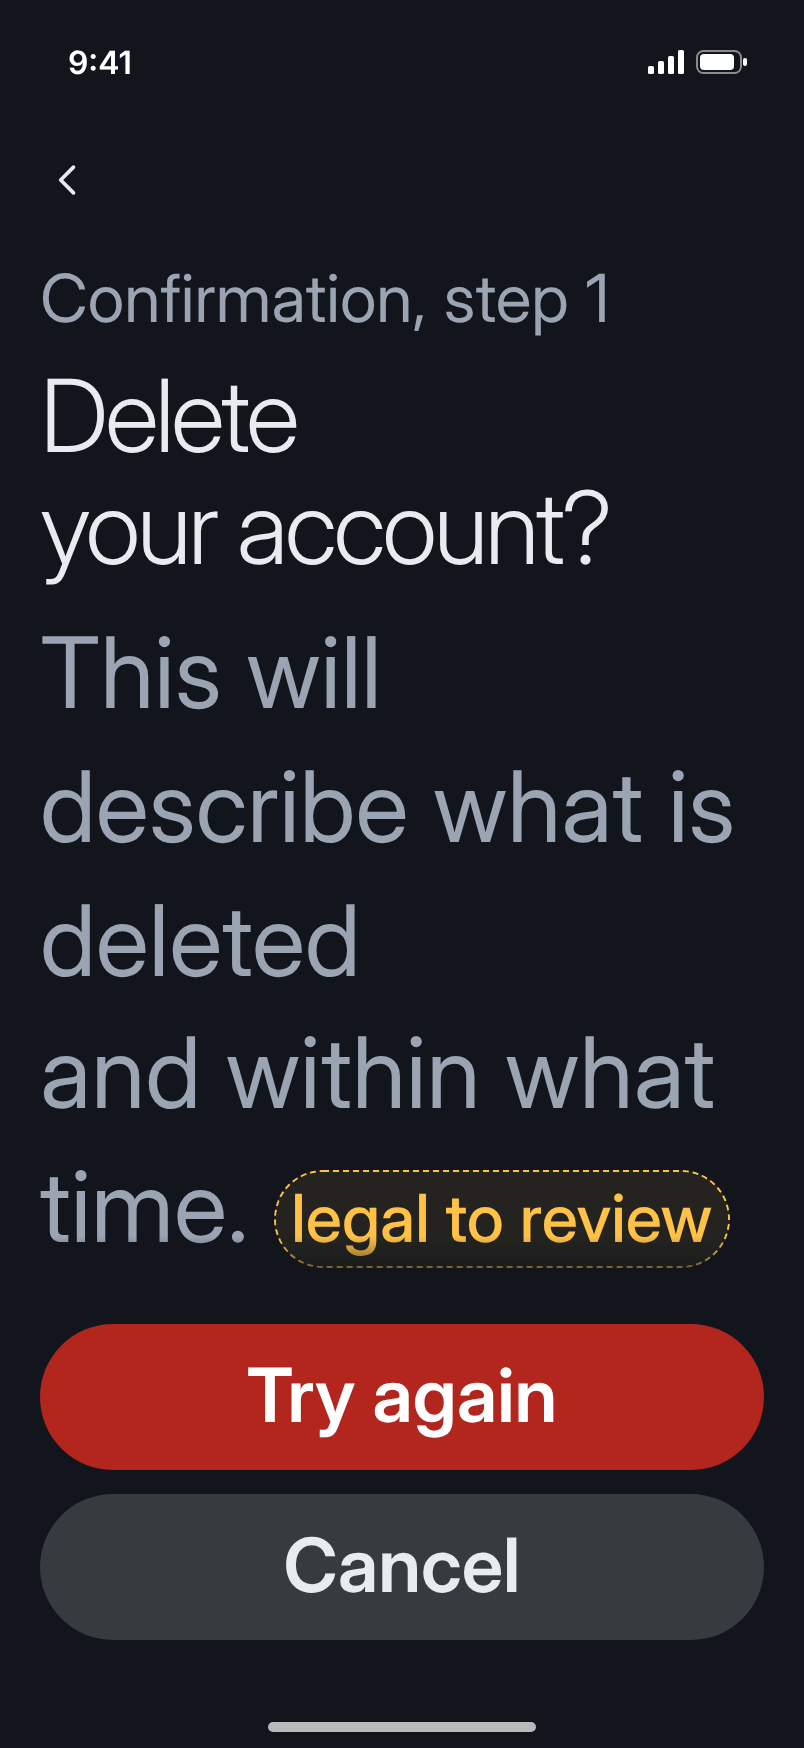 9:41
Confirmation, step 1
Delete
your account?
This will
describe what is
deleted
and within what
time. legal to review
Try again
Cancel